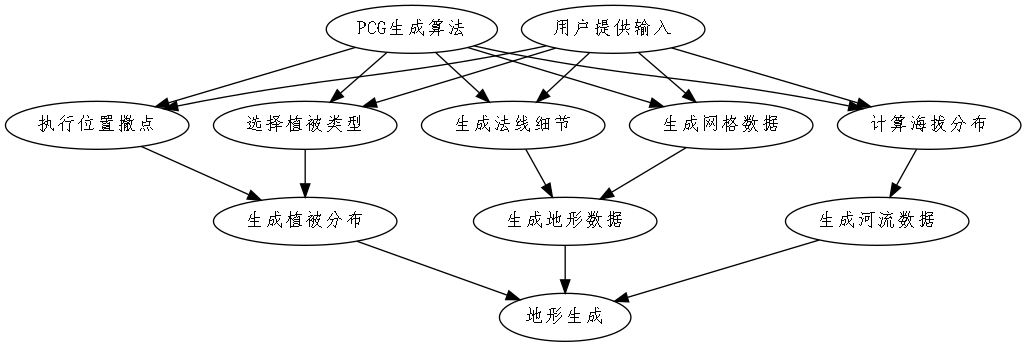 PCG生成算法
用户提供输入
执行位置撒点
选择植被类型
生成法线细节
生成网格数据
计算海拔分布
生成植被分布
生成地形数据
生成河流数据
地形生成